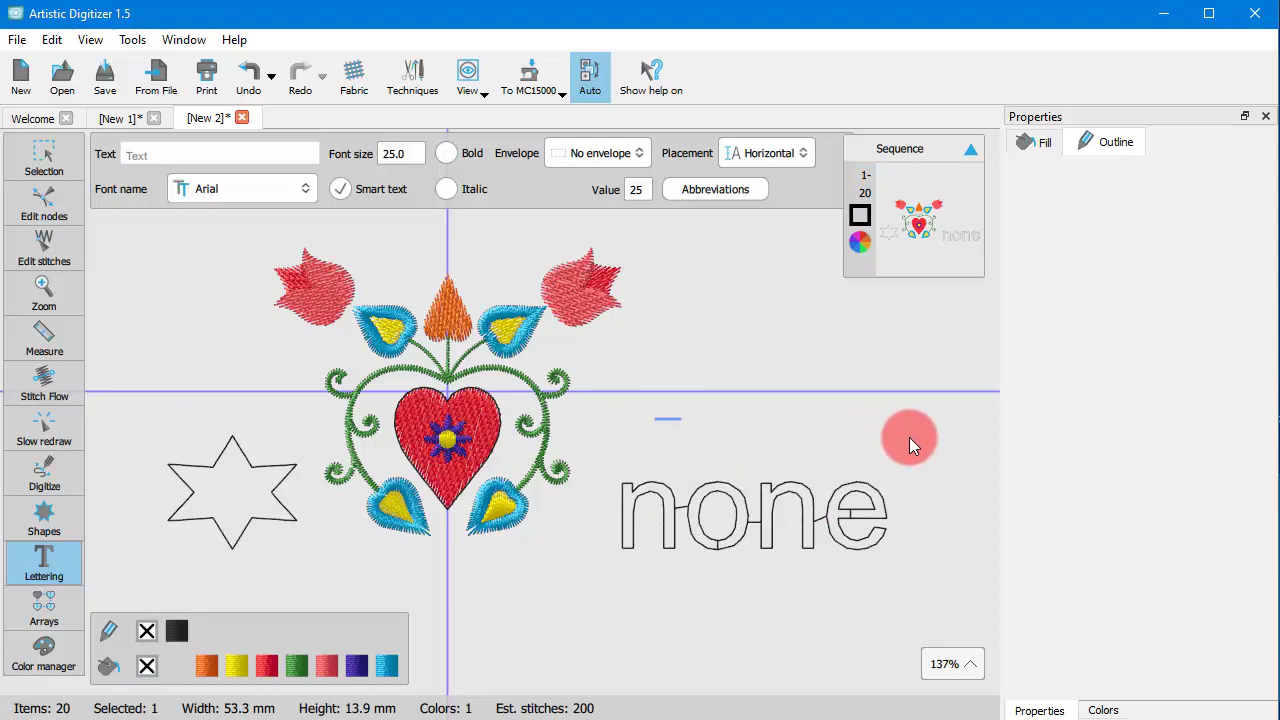 Artistic Digitizer 1.5
File Edit View Tools Window Help
New Open Save From File Print Undo Redo Fabric Techniques View To MC15000 Auto Show help on
Welcome [New 1]* [New 2]*
Properties
Fill Outline
Text Text Font size 25.0 Bold Envelope No envelope Placement Horizontal
Font name Arial Smart text Italic Value 25 Abbreviations
Sequence
1-
20
none
Selection
Edit nodes
Edit stitches
Zoom
Measure
Stitch Flow
Slow redraw
Digitize
Shapes
Lettering
Arrays
Color manager
none
137%
Items: 20 Selected: 1 Width: 53.3 mm Height: 13.9 mm Colors: 1 Est. stitches: 200
Properties Colors